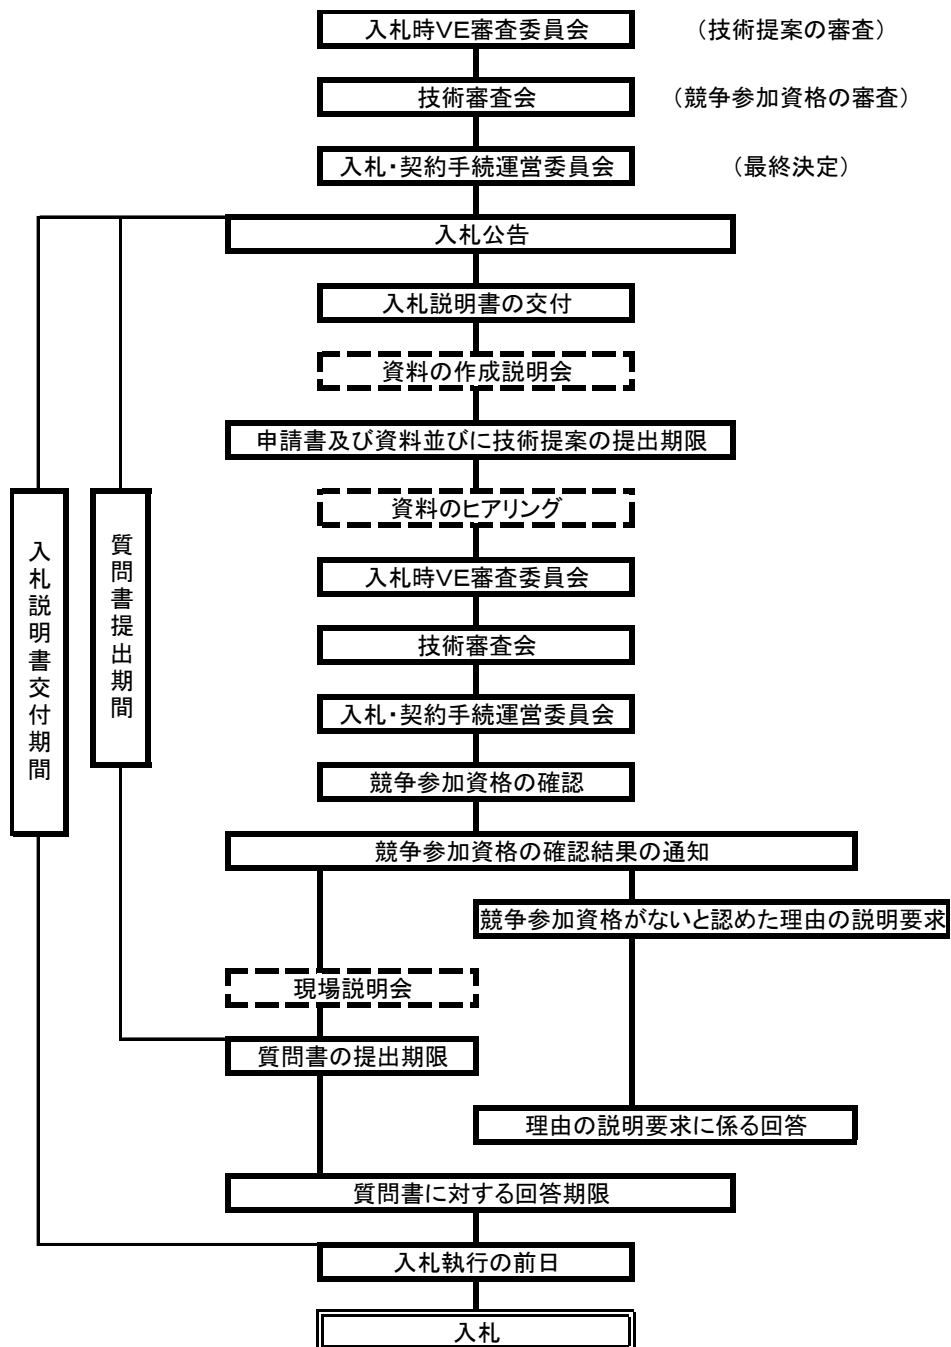 入札時VE審査委員会 (技術提案の審査)
技術審査会 (競争参加資格の審査)
入札・契約手続運営委員会 (最終決定)
入札公告
入札説明書の交付
資料の作成説明会
申請書及び資料並びに技術提案の提出期限
資料のヒアリング
入札説明書交付期間
質問書提出期間
入札時VE審査委員会
技術審査会
入札・契約手続運営委員会
競争参加資格の確認
競争参加資格の確認結果の通知
競争参加資格がないと認めた理由の説明要求
現場説明会
質問書の提出期限
理由の説明要求に係る回答
質問書に対する回答期限
入札執行の前日
入札